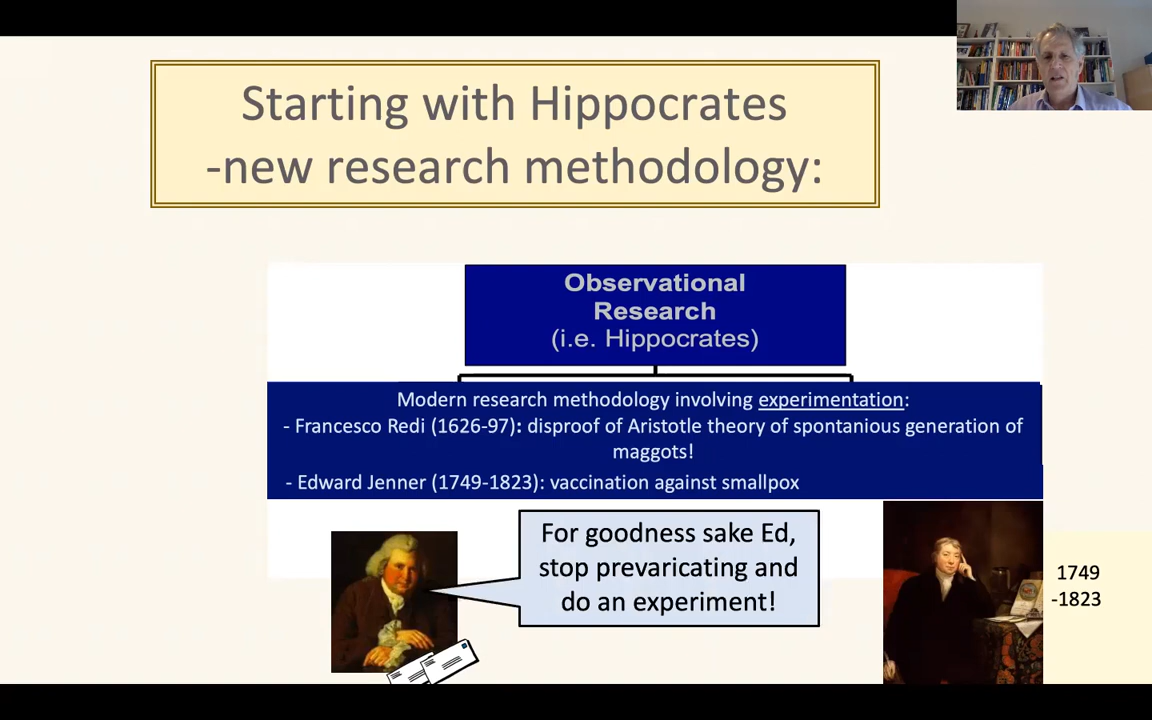 Starting with Hippocrates
-new research methodology:
Observational
Research
(i.e. Hippocrates)
Modern research methodology involving experimentation:
- Francesco Redi (1626-97): disproof of Aristotle theory of spontanious generation of
maggots!
- Edward Jenner (1749-1823): vaccination against smallpox
For goodness sake Ed,
stop prevaricating and
do an experiment!
1749
-1823